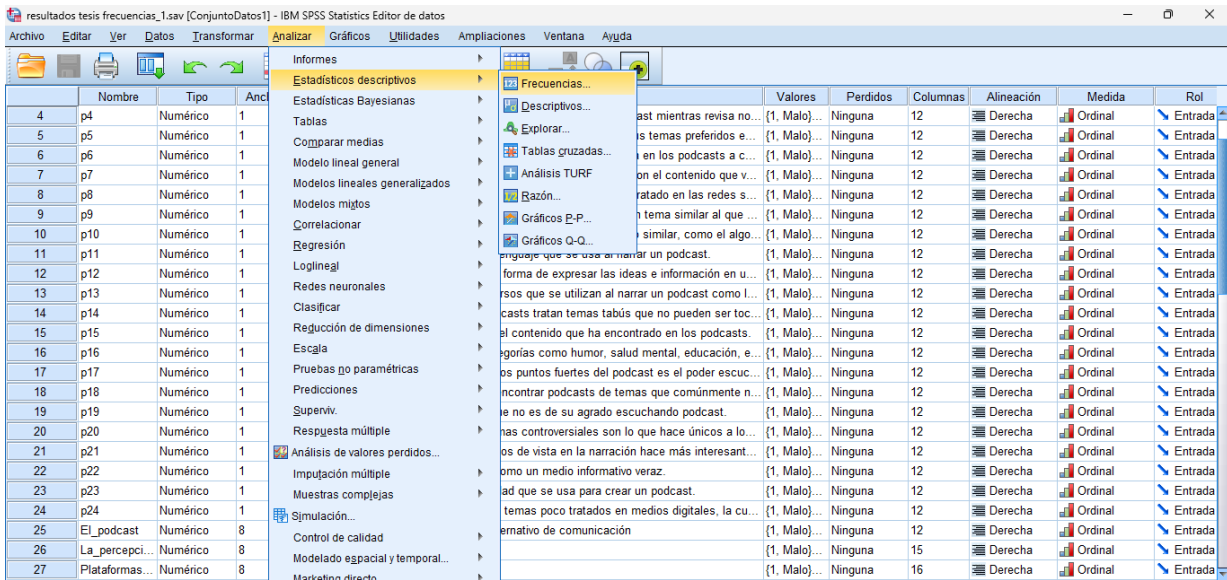 resultados tesis frecuencias_1.sav [ConjuntoDatos1] - IBM SPSS Statistics Editor de datos
Archivo Editar Ver Datos Transformar Analizar Gráficos Utilidades Ampliaciones Ventana Ayuda
Informes
Estadísticos descriptivos
Estadísticas Bayesianas
Tablas
Comparar medias
Modelo lineal general
Modelos lineales generalizados
Modelos mixtos
Correlacionar
Regresión
Loglineal
Redes neuronales
Clasificar
Reducción de dimensiones
Escala
Pruebas no paramétricas
Predicciones
Superviv.
Respuesta múltiple
Análisis de valores perdidos...
Imputación múltiple
Muestras complejas
Simulación...
Control de calidad
Modelado espacial y temporal...
Marketing directo
Frecuencias...
Descriptivos...
Explorar...
Tablas cruzadas...
Análisis TURF
Razón...
Gráficos P-P...
Gráficos Q-Q...
Nombre Tipo Anch Valores Perdidos Columnas Alineación Medida Rol
4 p4 Numérico 1 ast mientras revisa no... {1, Malo}... Ninguna 12 Derecha Ordinal Entrada
5 p5 Numérico 1 s temas preferidos e... {1, Malo}... Ninguna 12 Derecha Ordinal Entrada
6 p6 Numérico 1 en los podcasts a c... {1, Malo}... Ninguna 12 Derecha Ordinal Entrada
7 p7 Numérico 1 on el contenido que v... {1, Malo}... Ninguna 12 Derecha Ordinal Entrada
8 p8 Numérico 1 ratado en las redes s... {1, Malo}... Ninguna 12 Derecha Ordinal Entrada
9 p9 Numérico 1 tema similar al que ... {1, Malo}... Ninguna 12 Derecha Ordinal Entrada
10 p10 Numérico 1 similar, como el algo... {1, Malo}... Ninguna 12 Derecha Ordinal Entrada
11 p11 Numérico 1 enguaje que se usa al narrar un podcast. {1, Malo}... Ninguna 12 Derecha Ordinal Entrada
12 p12 Numérico 1 forma de expresar las ideas e información en u... {1, Malo}... Ninguna 12 Derecha Ordinal Entrada
13 p13 Numérico 1 rsos que se utilizan al narrar un podcast como l... {1, Malo}... Ninguna 12 Derecha Ordinal Entrada
14 p14 Numérico 1 casts tratan temas tabús que no pueden ser toc... {1, Malo}... Ninguna 12 Derecha Ordinal Entrada
15 p15 Numérico 1 el contenido que ha encontrado en los podcasts. {1, Malo}... Ninguna 12 Derecha Ordinal Entrada
16 p16 Numérico 1 egorías como humor, salud mental, educación, e... {1, Malo}... Ninguna 12 Derecha Ordinal Entrada
17 p17 Numérico 1 os puntos fuertes del podcast es el poder escuc... {1, Malo}... Ninguna 12 Derecha Ordinal Entrada
18 p18 Numérico 1 ncontrar podcasts de temas que comúnmente n... {1, Malo}... Ninguna 12 Derecha Ordinal Entrada
19 p19 Numérico 1 e no es de su agrado escuchando podcast. {1, Malo}... Ninguna 12 Derecha Ordinal Entrada
20 p20 Numérico 1 mas controversiales son lo que hace únicos a lo... {1, Malo}... Ninguna 12 Derecha Ordinal Entrada
21 p21 Numérico 1 os de vista en la narración hace más interesant... {1, Malo}... Ninguna 12 Derecha Ordinal Entrada
22 p22 Numérico 1 omo un medio informativo veraz. {1, Malo}... Ninguna 12 Derecha Ordinal Entrada
23 p23 Numérico 1 ad que se usa para crear un podcast. {1, Malo}... Ninguna 12 Derecha Ordinal Entrada
24 p24 Numérico 1 temas poco tratados en medios digitales, la cu... {1, Malo}... Ninguna 12 Derecha Ordinal Entrada
25 El_podcast Numérico 8 ernativo de comunicación {1, Malo}... Ninguna 12 Derecha Ordinal Entrada
26 La_percepci... Numérico 8 {1, Malo}... Ninguna 15 Derecha Ordinal Entrada
27 Plataformas... Numérico 8 {1, Malo}... Ninguna 16 Derecha Ordinal Entrada